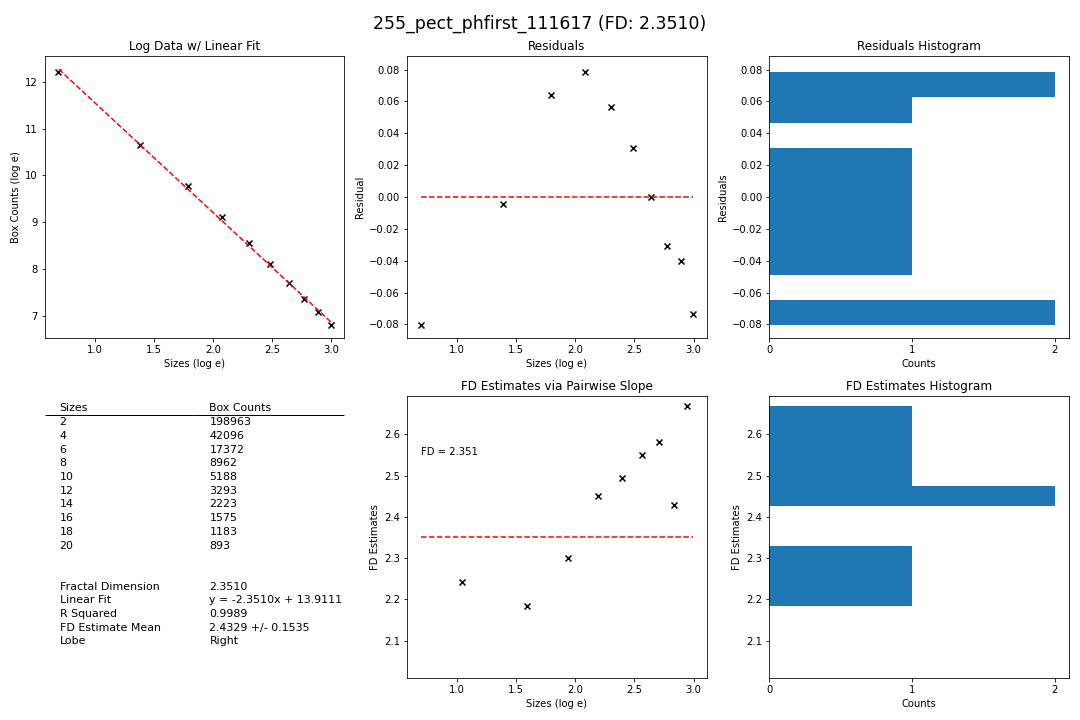 255_pect_phfirst_111617 (FD: 2.3510)
Log Data w/ Linear Fit
Box Counts (log e)
12
11
10
9
8
7
1.0 1.5 2.0 2.5 3.0
Sizes (log e)
Residuals
Residual
0.08
0.06
0.04
0.02
0.00
−0.02
−0.04
−0.06
−0.08
1.0 1.5 2.0 2.5 3.0
Sizes (log e)
Residuals Histogram
Residuals
0.08
0.06
0.04
0.02
0.00
−0.02
−0.04
−0.06
−0.08
0 1 2
Counts
Sizes Box Counts
2 198963
4 42096
6 17372
8 8962
10 5188
12 3293
14 2223
16 1575
18 1183
20 893
Fractal Dimension 2.3510
Linear Fit y = -2.3510x + 13.9111
R Squared 0.9989
FD Estimate Mean 2.4329 +/- 0.1535
Lobe Right
FD Estimates via Pairwise Slope
FD Estimates
2.6
2.5
2.4
2.3
2.2
2.1
FD = 2.351
1.0 1.5 2.0 2.5 3.0
Sizes (log e)
FD Estimates Histogram
FD Estimates
2.6
2.5
2.4
2.3
2.2
2.1
0 1 2
Counts